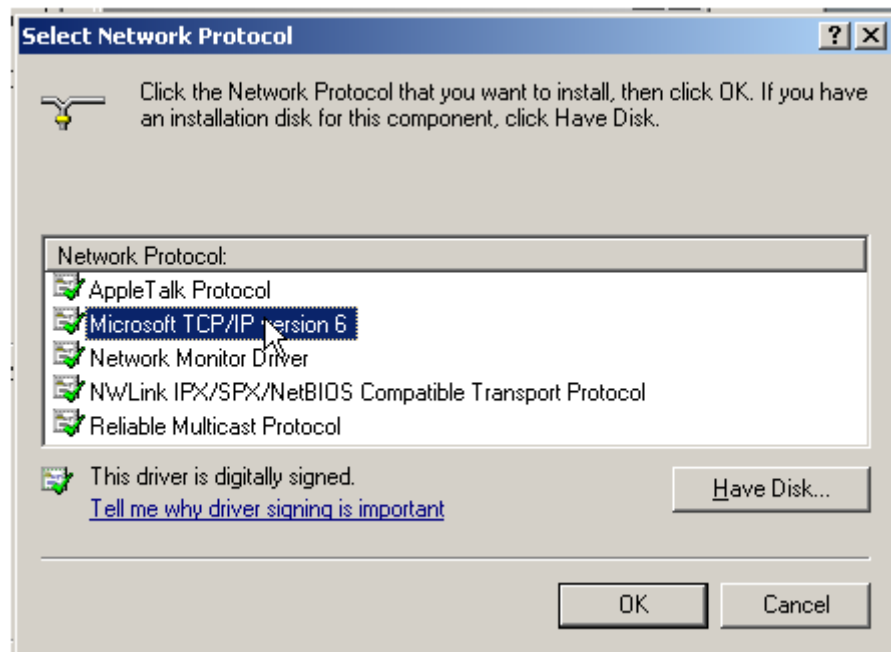 Select Network Protocol
Click the Network Protocol that you want to install, then click OK. If you have
an installation disk for this component, click Have Disk.
Network Protocol:
AppleTalk Protocol
Microsoft TCP/IP version 6
Network Monitor Driver
NWLink IPX/SPX/NetBIOS Compatible Transport Protocol
Reliable Multicast Protocol
This driver is digitally signed.
Have Disk...
Tell me why driver signing is important
OK
Cancel